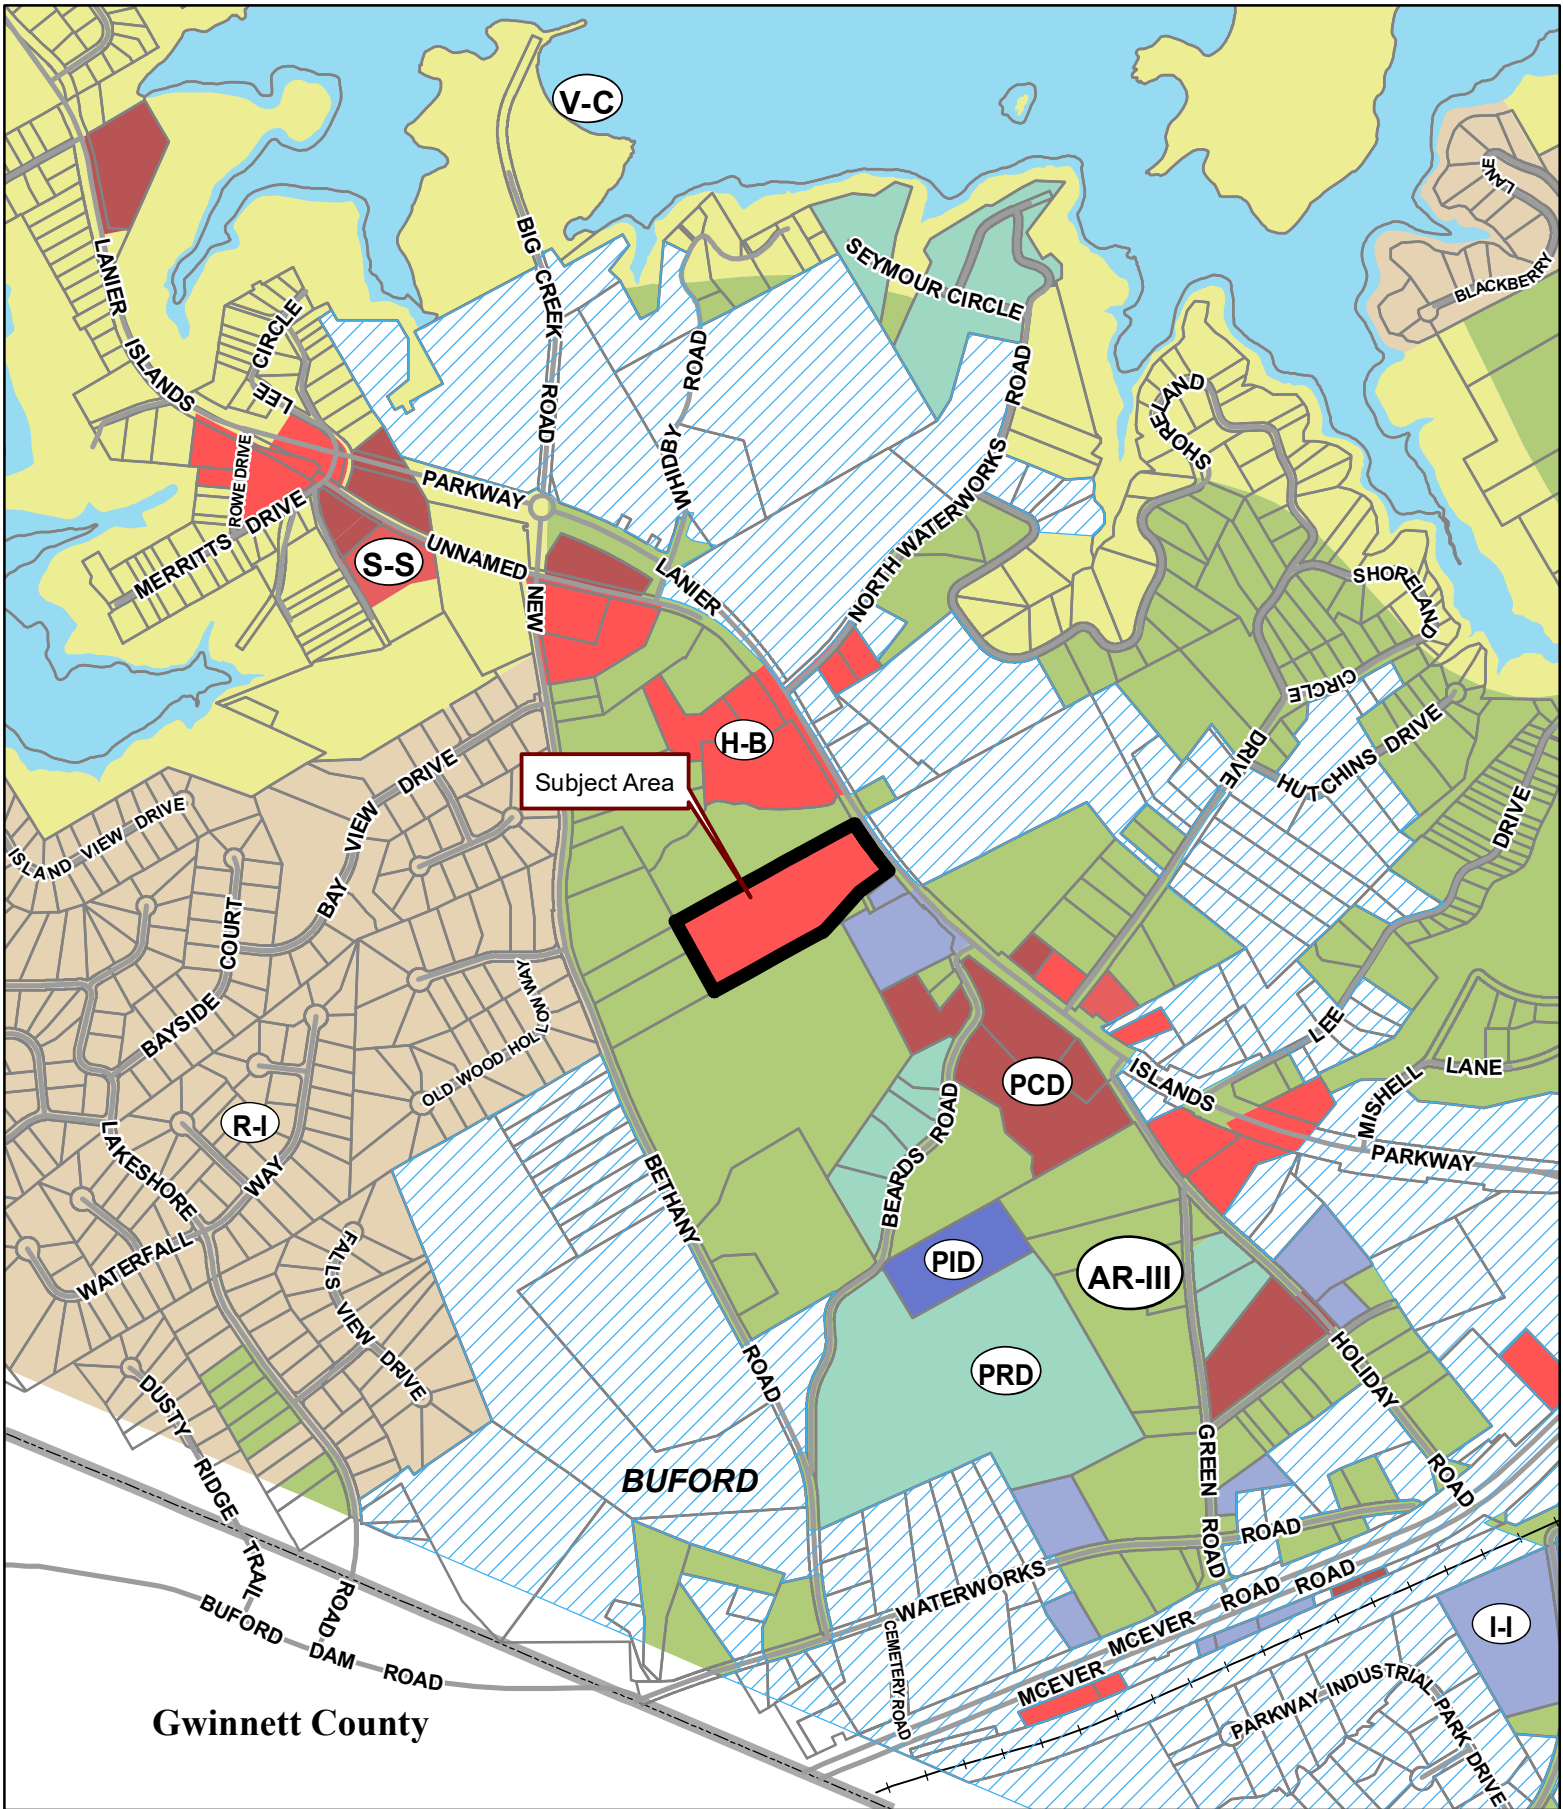 V-C
LANE
BLACKBERRY
LANIER
ISLANDS
PARKWAY
BIG CREEK
ROAD
SEYMOUR CIRCLE
ROAD
WHIDBY
CIRCLE
LEE
ROWE DRIVE
MERRITTS DRIVE
S-S
UNNAMED
NEW
LANIER
NORTH WATERWORKS
ROAD
SHORE LAND
SHORELAND
CIRCLE
DRIVE
HUTCHINS DRIVE
DRIVE
H-B
Subject Area
ISLAND VIEW DRIVE
BAY VIEW DRIVE
BAYSIDE COURT
OLD WOOD HOLLOW WAY
R-I
LAKESHORE
WATERFALL WAY
FALLS VIEW DRIVE
DUSTY RIDGE TRAIL
ROAD
BETHANY
ROAD
BEARDS ROAD
PCD
LEE
ISLANDS
PARKWAY
MISHELL
LANE
PID
AR-III
PRD
HOLIDAY
ROAD
GREEN ROAD
BUFORD
WATERWORKS
ROAD
CEMETERY ROAD
MCEVER
MCEVER
ROAD
ROAD
I-I
PARKWAY INDUSTRIAL PARK DRIVE
BUFORD DAM ROAD
Gwinnett County